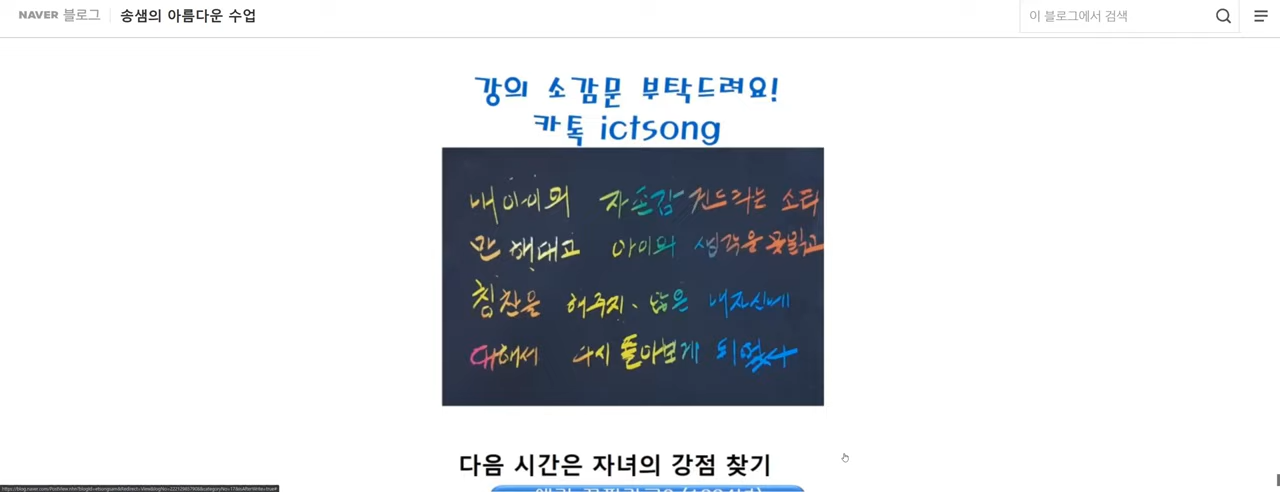 NAVER 블로그 | 송샘의 아름다운 수업
이 블로그에서 검색
강의 소감문 부탁드려요!
카톡 ictsong
내아이의 자존감 건드리는 소리
만 해대고 아이의 생각을 못읽고
칭찬을 해주지 않은 내자신에
대해서 다시 돌아보게 되었다
다음 시간은 자녀의 강점 찾기